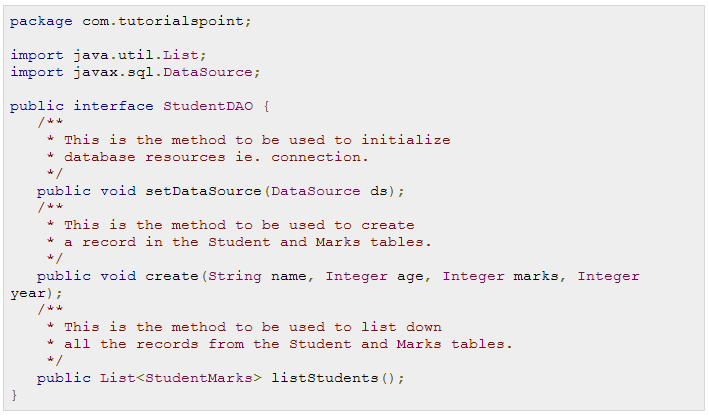 package com.tutorialspoint;

import java.util.List;
import javax.sql.DataSource;

public interface StudentDAO {
   /**
    * This is the method to be used to initialize
    * database resources ie. connection.
    */
   public void setDataSource(DataSource ds);
   /**
    * This is the method to be used to create
    * a record in the Student and Marks tables.
    */
   public void create(String name, Integer age, Integer marks, Integer
year);
   /**
    * This is the method to be used to list down
    * all the records from the Student and Marks tables.
    */
   public List<StudentMarks> listStudents();
}